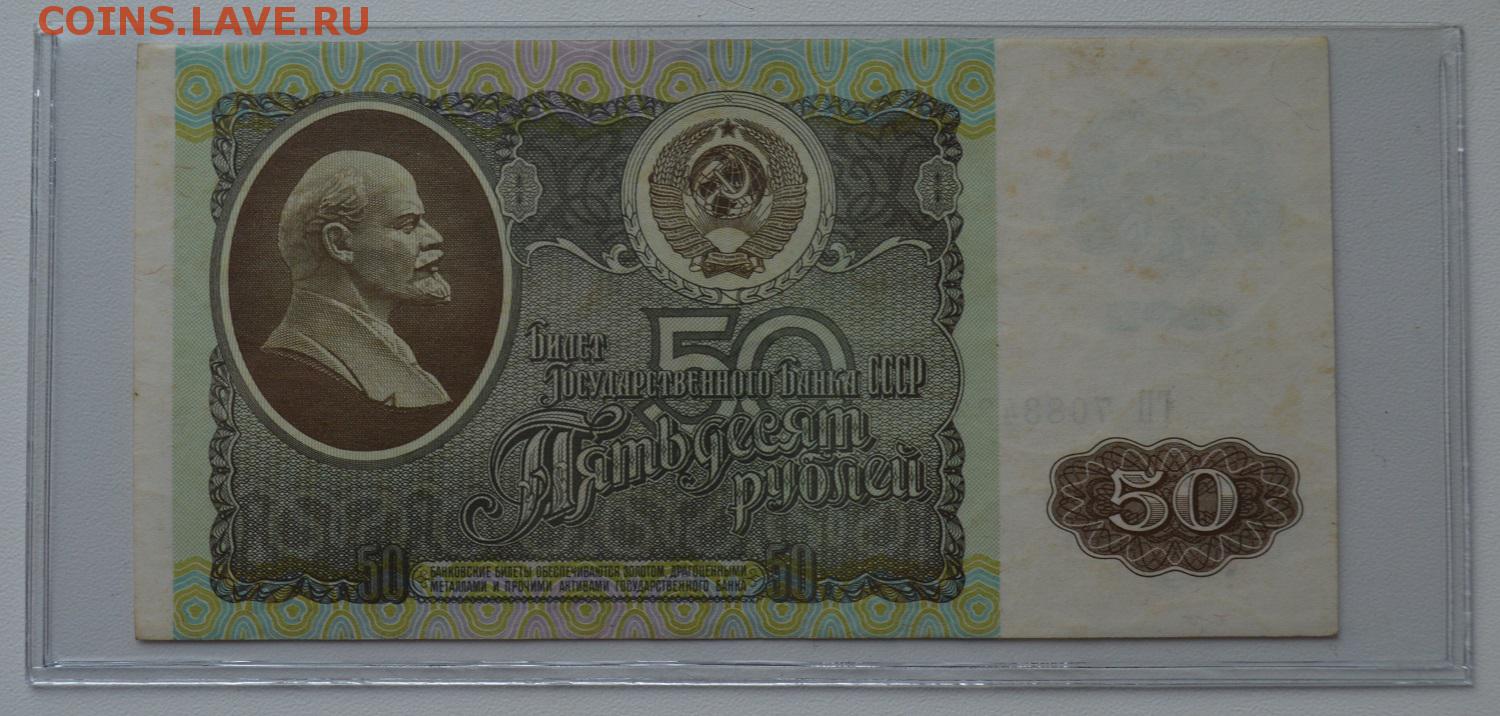 COINS.LAVE.RU
50
Билет
Государственного Банка СССР
Пятьдесят
рублей
50
50
БАНКОВСКИЕ БИЛЕТЫ ОБЕСПЕЧИВАЮТСЯ ЗОЛОТОМ, ДРАГОЦЕННЫМИ
МЕТАЛЛАМИ И ПРОЧИМИ АКТИВАМИ ГОСУДАРСТВЕННОГО БАНКА
50